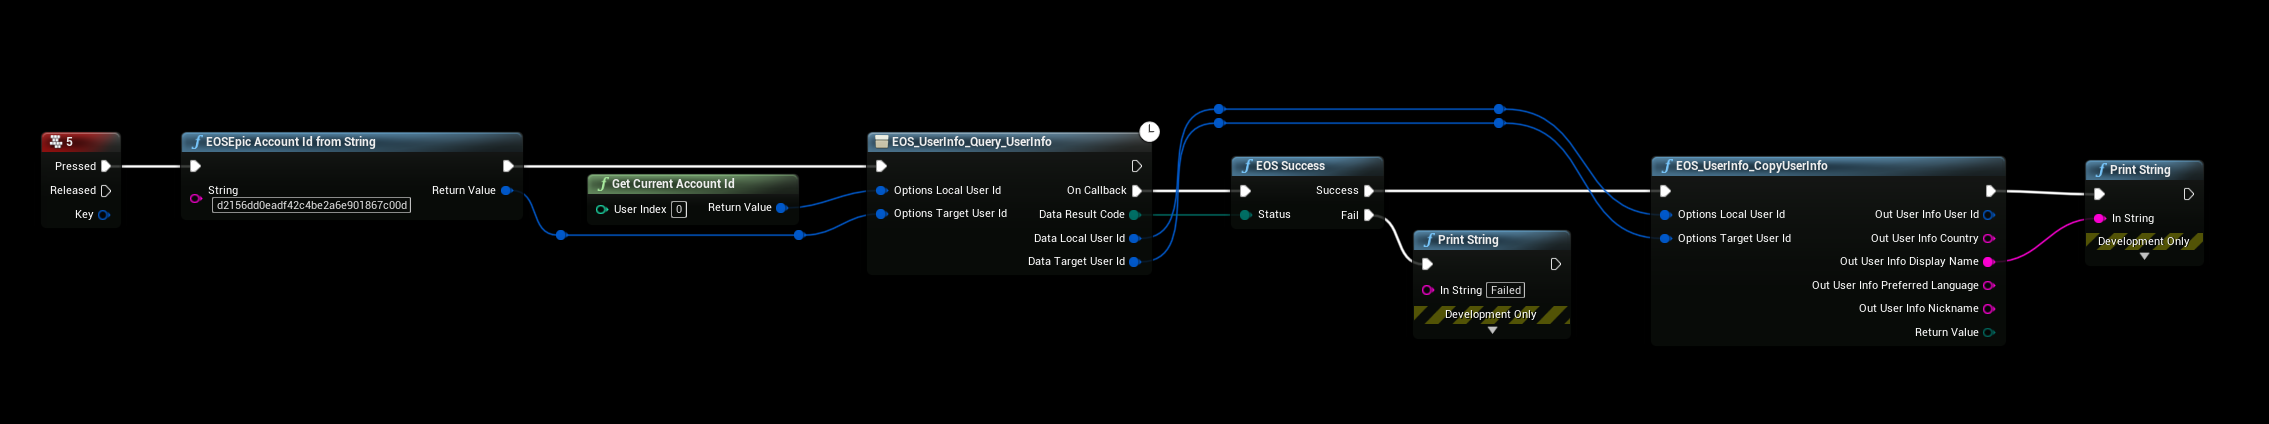 5
Pressed
Released
Key
EOSEpic Account Id from String
String
d2156dd0eadf42c4be2a6e901867c00d
Return Value
Get Current Account Id
User Index 0
Return Value
EOS_UserInfo_Query_UserInfo
Options Local User Id
On Callback
Options Target User Id
Data Result Code
Data Local User Id
Data Target User Id
EOS Success
Success
Status
Fail
Print String
In String Failed
Development Only
EOS_UserInfo_CopyUserInfo
Options Local User Id
Out User Info User Id
Options Target User Id
Out User Info Country
Out User Info Display Name
Out User Info Preferred Language
Out User Info Nickname
Return Value
Print String
In String
Development Only